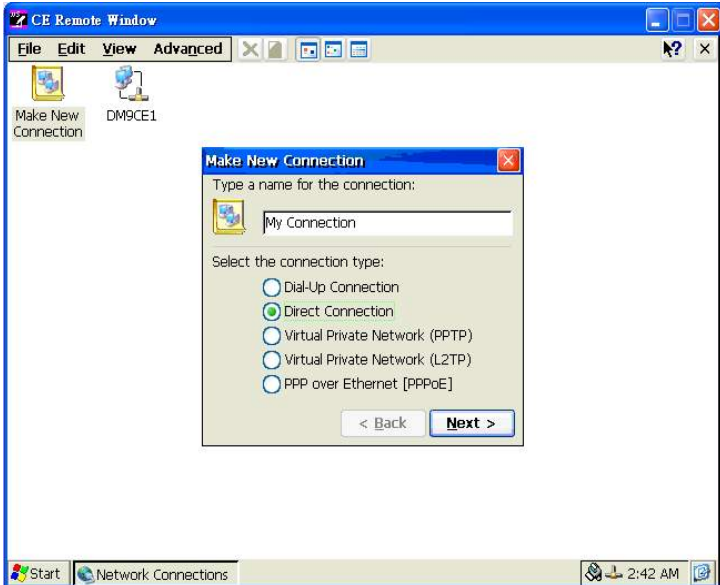 CE Remote Window
File Edit View Advanced
Make New
Connection
DM9CE1
Make New Connection
Type a name for the connection:
My Connection
Select the connection type:
Dial-Up Connection
Direct Connection
Virtual Private Network (PPTP)
Virtual Private Network (L2TP)
PPP over Ethernet [PPPoE]
< Back Next >
Start Network Connections 2:42 AM